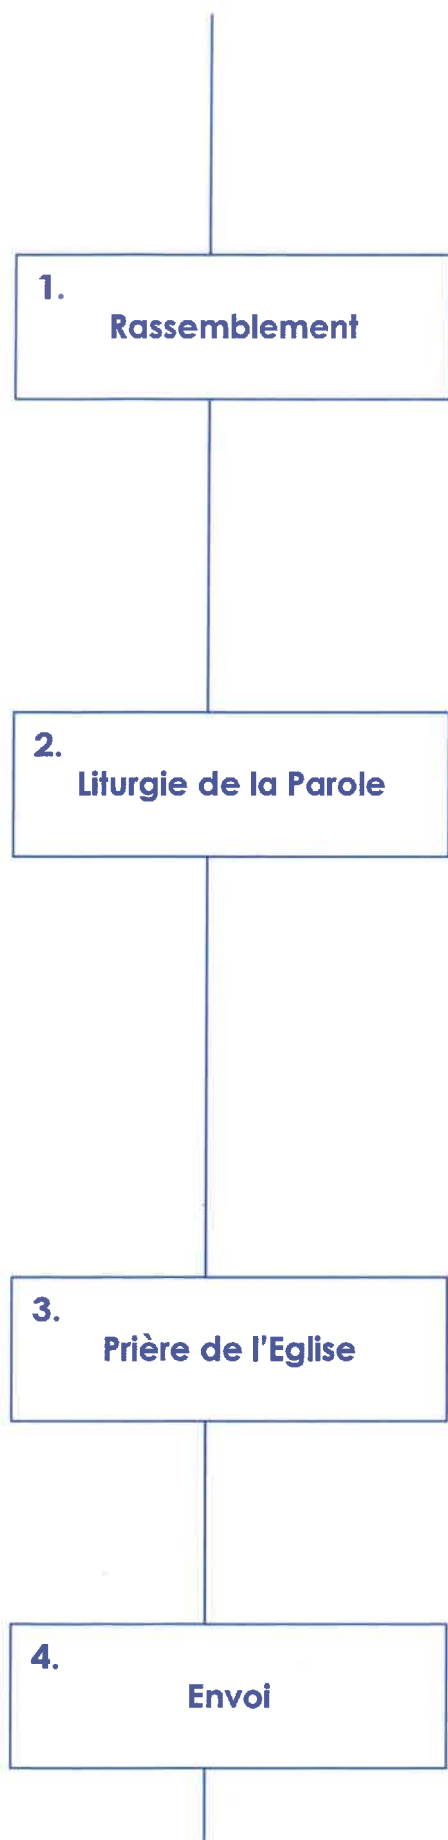 1.
Rassemblement
2.
Liturgie de la Parole
3.
Prière de l'Eglise
4.
Envoi